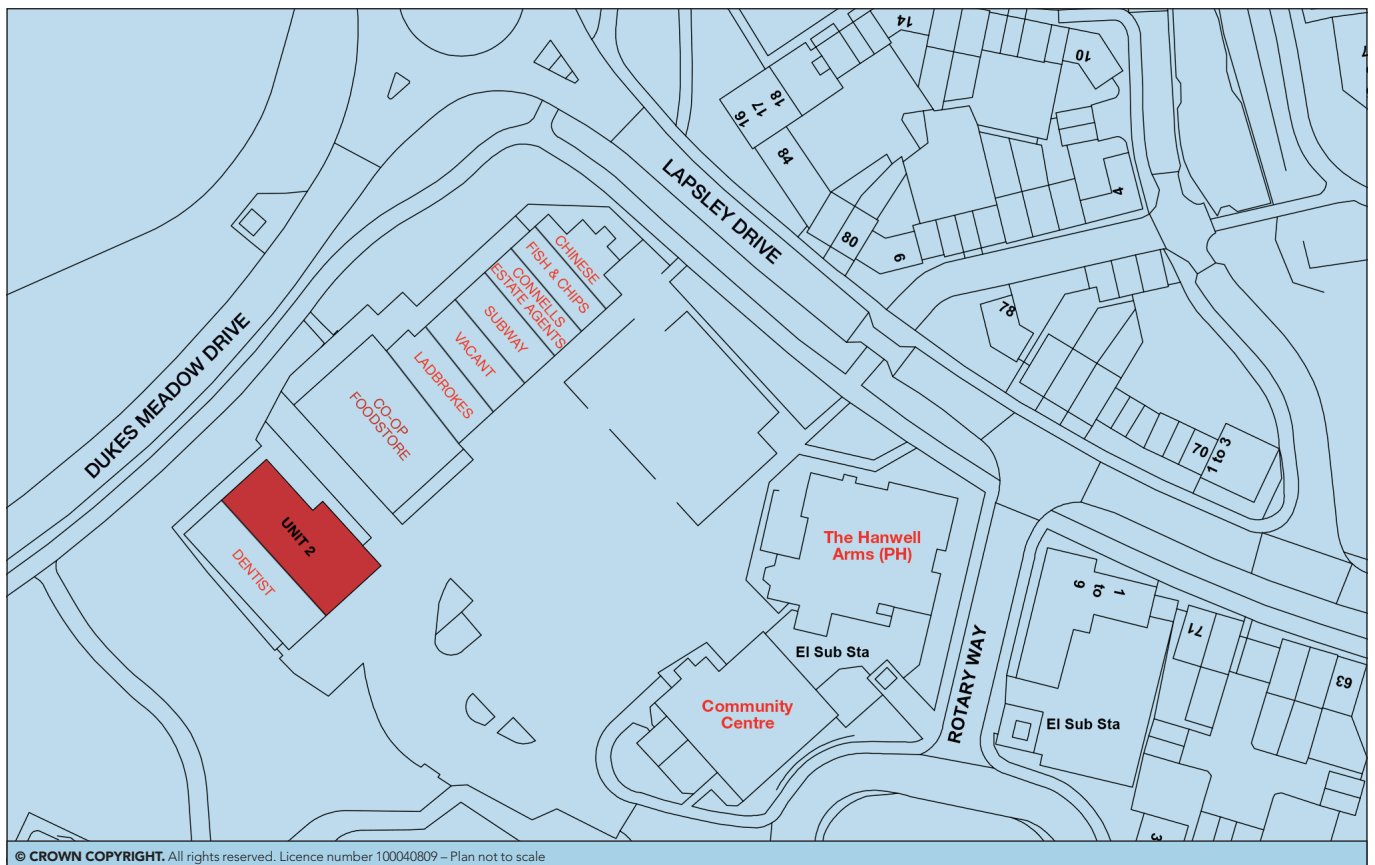 14
10
18
17
16
84
80
6
4
LAPSLEY DRIVE
CHINESE
FISH & CHIPS
CONNELLS
ESTATE AGENTS
SUBWAY
VACANT
LADBROKES
CO-OP
FOODSTORE
DUKES MEADOW DRIVE
UNIT 2
DENTIST
78
70
1 to 3
The Hanwell
Arms (PH)
El Sub Sta
Community
Centre
ROTARY WAY
1
to
9
71
63
El Sub Sta
© CROWN COPYRIGHT. All rights reserved. Licence number 100040809 – Plan not to scale